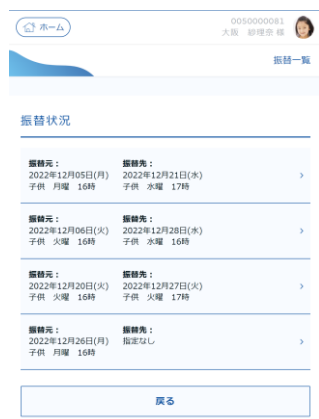 ホーム
0050000081
大阪 紗理奈 様
振替一覧
振替状況
振替元：
2022年12月05日(月)
子供 月曜 16時
振替先：
2022年12月21日(水)
子供 水曜 17時
振替元：
2022年12月06日(火)
子供 火曜 16時
振替先：
2022年12月28日(水)
子供 水曜 16時
振替元：
2022年12月20日(火)
子供 火曜 16時
振替先：
2022年12月27日(火)
子供 火曜 17時
振替元：
2022年12月26日(月)
子供 月曜 16時
振替先：
指定なし
戻る